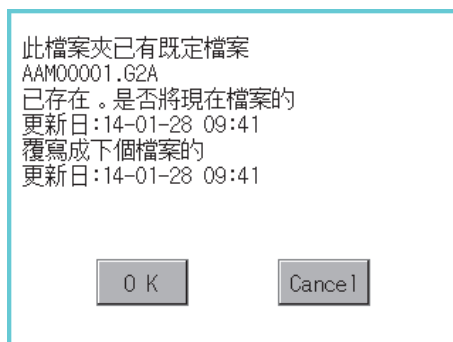 此檔案夾已有既定檔案
AAM00001.G2A
已存在。是否將現在檔案的
更新日:14-01-28 09:41
覆寫成下個檔案的
更新日:14-01-28 09:41
OK
Cancel